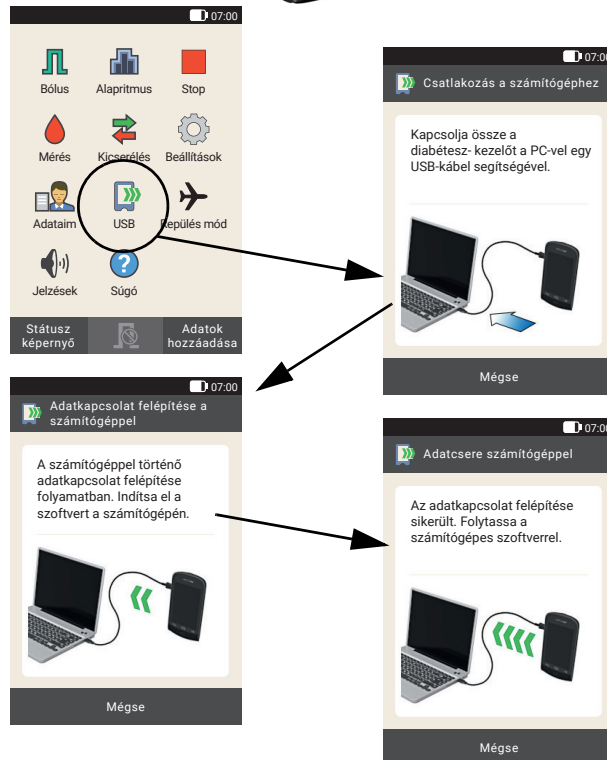 07:00
Bólus Alapritmus Stop
Mérés Kicserélés Beállítások
Adataim USB Repülés mód
Jelzések Súgó
Státusz
képernyő
Adatok
hozzáadása
07:00
Csatlakozás a számítógéphez
Kapcsolja össze a
diabétesz- kezelőt a PC-vel egy
USB-kábel segítségével.
Mégse
07:00
Adatkapcsolat felépítése a
számítógéppel
A számítógéppel történő
adatkapcsolat felépítése
folyamatban. Indítsa el a
szoftvert a számítógépén.
Mégse
07:00
Adatcsere számítógéppel
Az adatkapcsolat felépítése
sikerült. Folytassa a
számítógépes szoftverrel.
Mégse